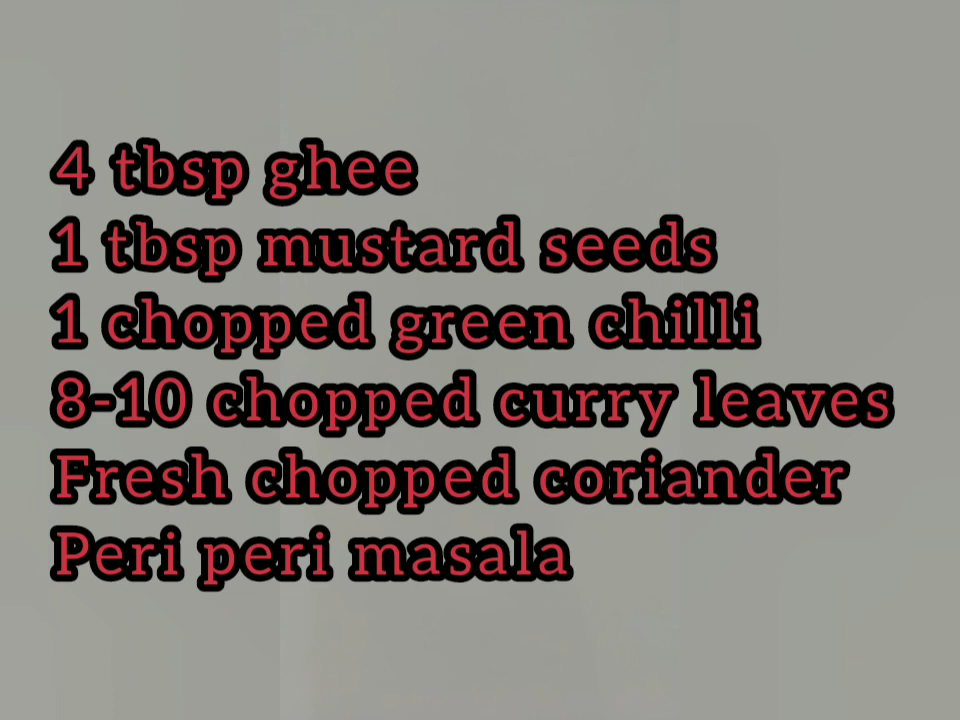 4 tbsp ghee
1 tbsp mustard seeds
1 chopped green chilli
8-10 chopped curry leaves
Fresh chopped coriander
Peri peri masala